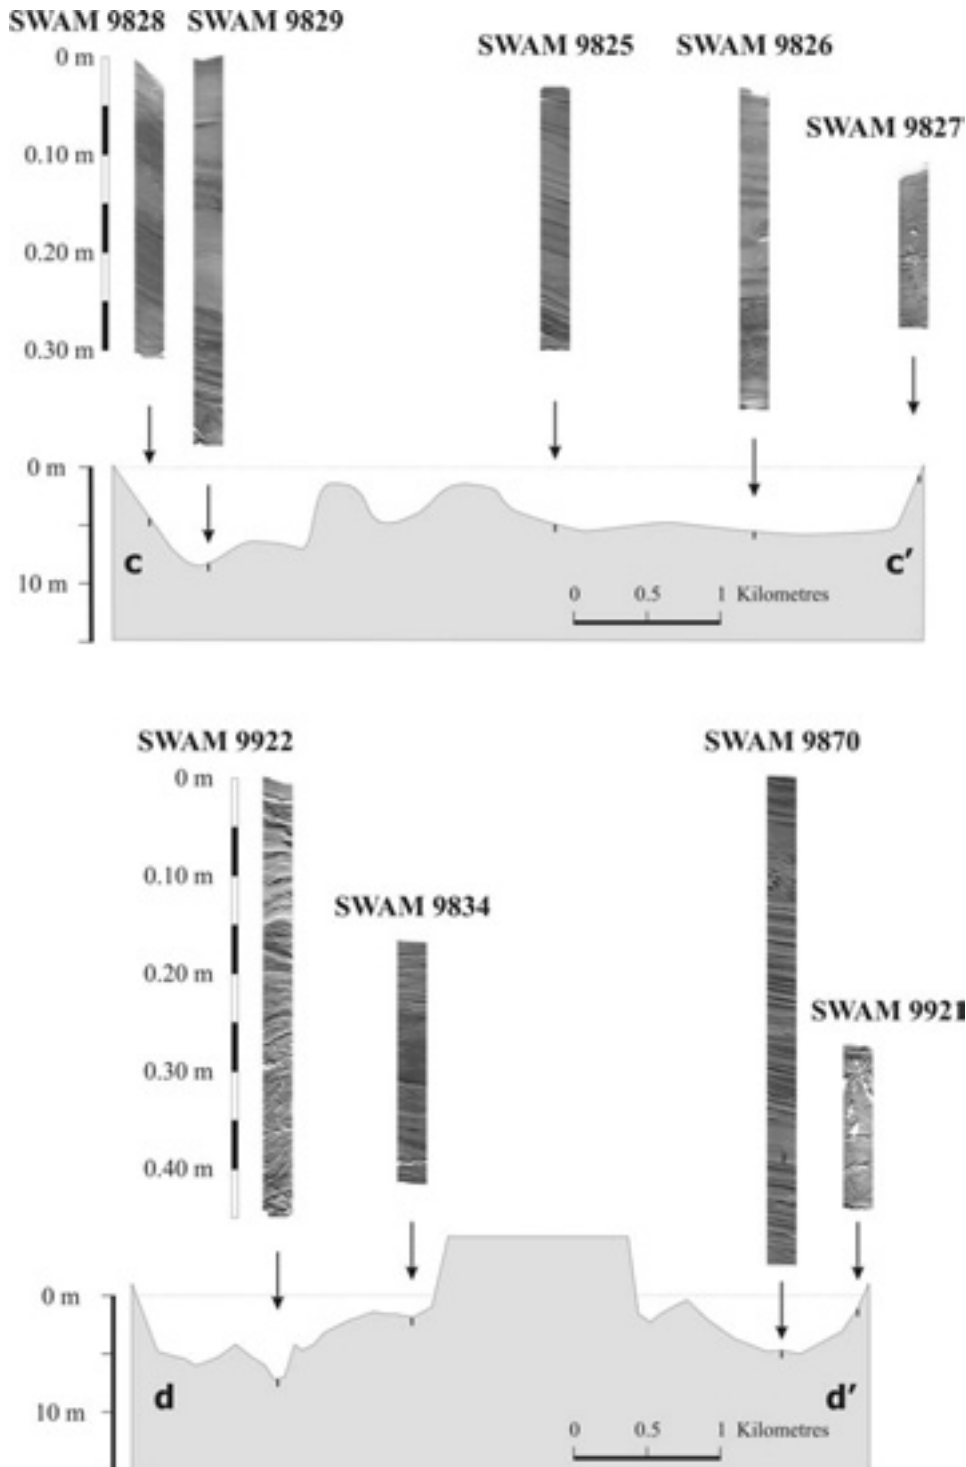 SWAM 9828 SWAM 9829
SWAM 9825 SWAM 9826
SWAM 9827
0 m
0.10 m
0.20 m
0.30 m
0 m
10 m
c c′
0 0.5 1 Kilometres
SWAM 9922 SWAM 9870
0 m
0.10 m
SWAM 9834
0.20 m
SWAM 9921
0.30 m
0.40 m
0 m
d d′
10 m
0 0.5 1 Kilometres